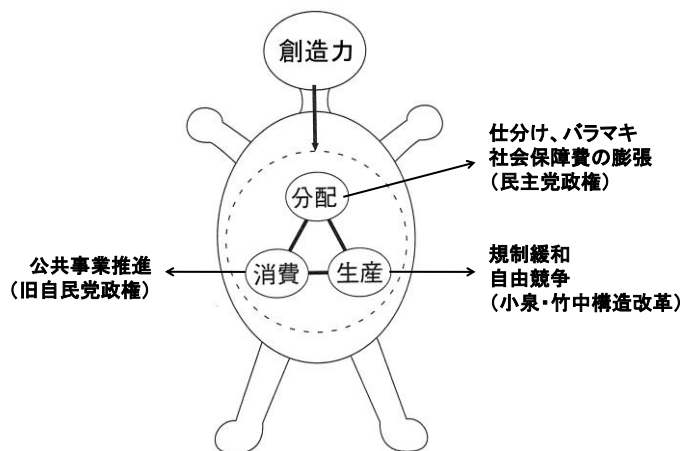 創造力
仕分け、バラマキ
社会保障費の膨張
（民主党政権）
分配
公共事業推進
（旧自民党政権）
消費
生産
規制緩和
自由競争
（小泉・竹中構造改革）